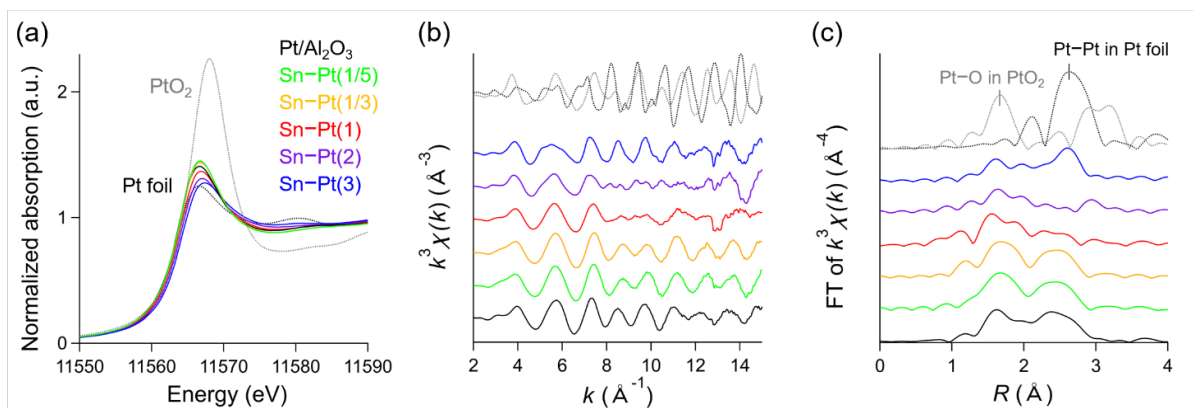 (a)
Normalized absorption (a.u.)
2
1
0
PtO₂
Pt foil
Pt/Al₂O₃
Sn−Pt(1/5)
Sn−Pt(1/3)
Sn−Pt(1)
Sn−Pt(2)
Sn−Pt(3)
11550 11560 11570 11580 11590
Energy (eV)
(b)
k³χ(k) (Å⁻³)
2 4 6 8 10 12 14
k (Å⁻¹)
(c)
FT of k³χ(k) (Å⁻⁴)
Pt−Pt in Pt foil
Pt−O in PtO₂
0 1 2 3 4
R (Å)